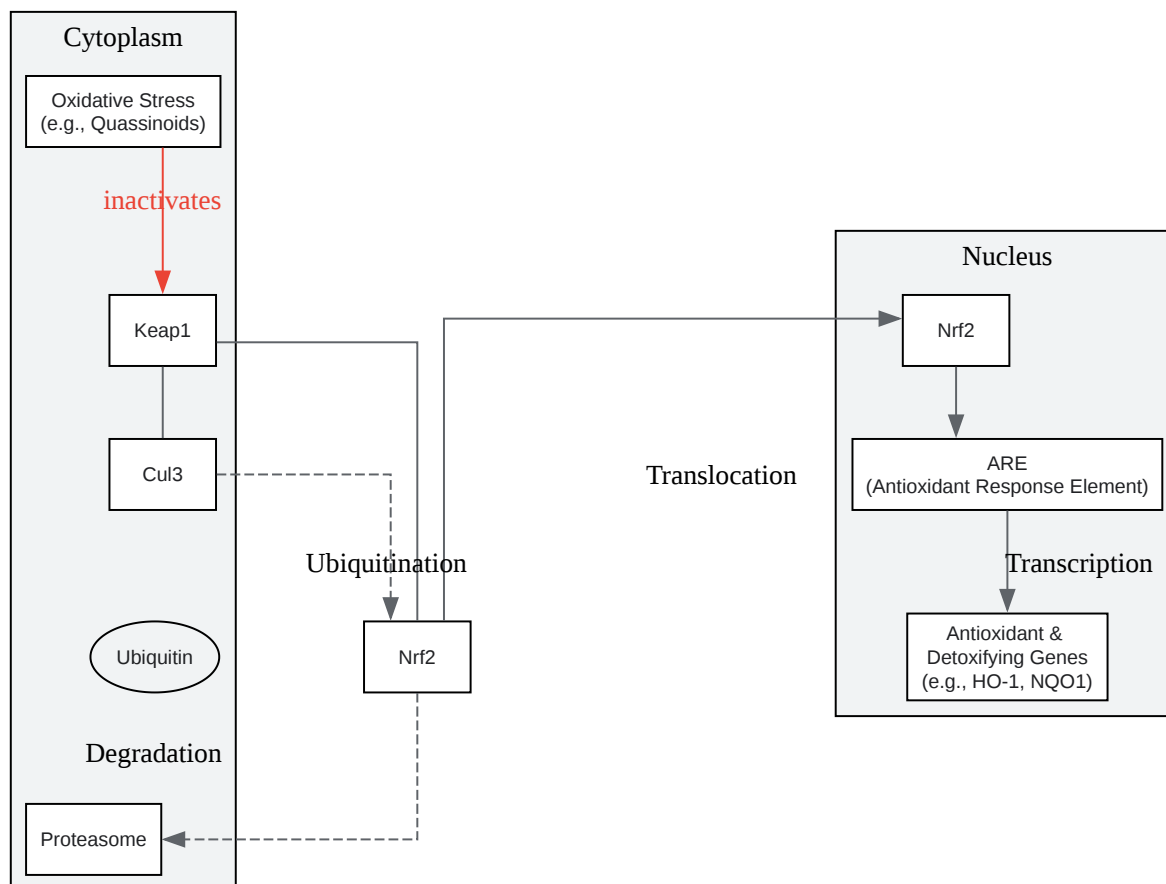 Cytoplasm
Oxidative Stress
(e.g., Quassinoids)
inactivates
Keap1
Cul3
Ubiquitination
Ubiquitin
Nrf2
Degradation
Proteasome
Translocation
Nucleus
Nrf2
ARE
(Antioxidant Response Element)
Transcription
Antioxidant &
Detoxifying Genes
(e.g., HO-1, NQO1)